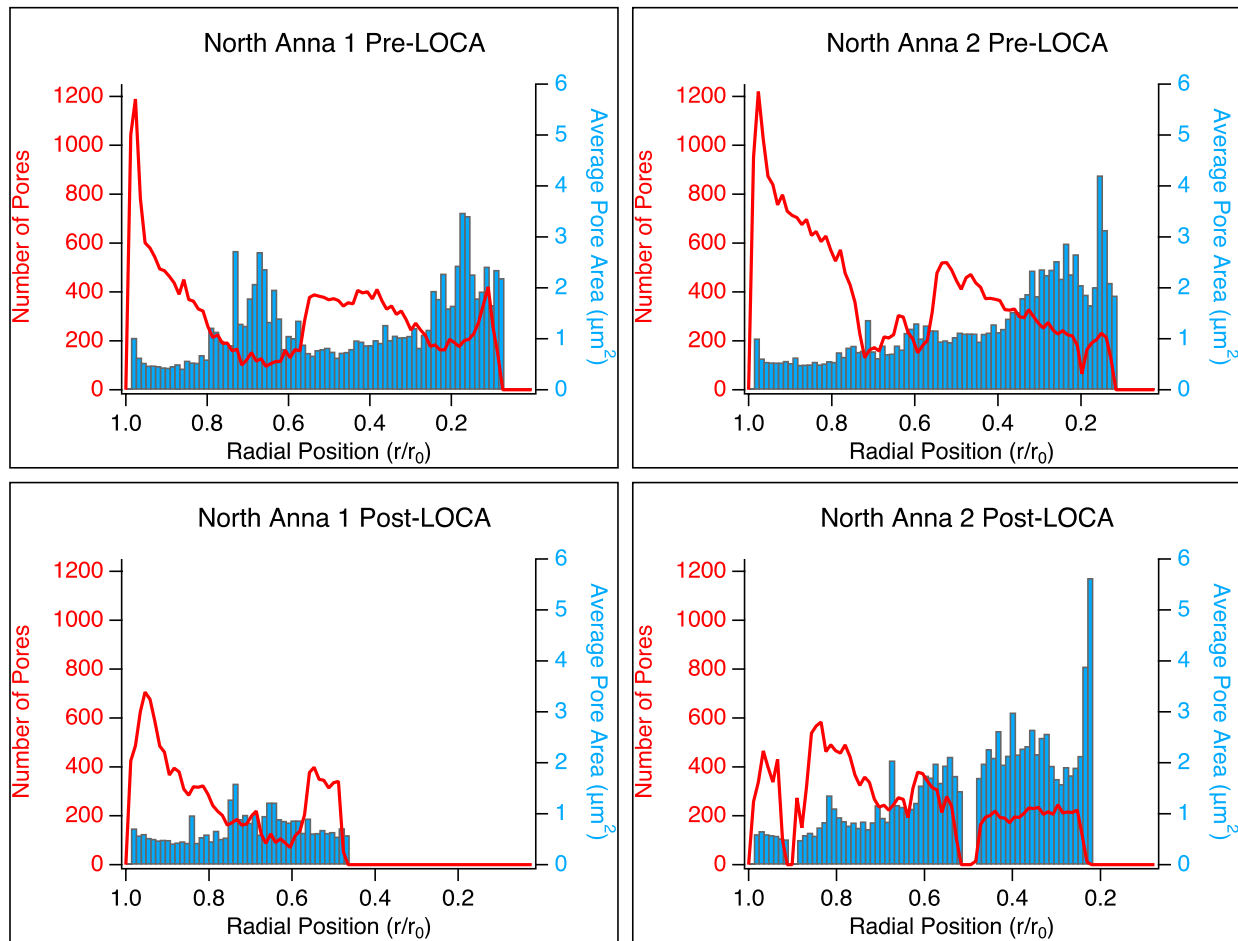 North Anna 1 Pre-LOCA
1200
1000
800
600
400
200
0
Number of Pores
6
5
4
3
2
1
0
Average Pore Area (µm²)
1.0 0.8 0.6 0.4 0.2
Radial Position (r/r₀)
North Anna 2 Pre-LOCA
1200
1000
800
600
400
200
0
Number of Pores
6
5
4
3
2
1
0
Average Pore Area (µm²)
1.0 0.8 0.6 0.4 0.2
Radial Position (r/r₀)
North Anna 1 Post-LOCA
1200
1000
800
600
400
200
0
Number of Pores
6
5
4
3
2
1
0
Average Pore Area (µm²)
1.0 0.8 0.6 0.4 0.2
Radial Position (r/r₀)
North Anna 2 Post-LOCA
1200
1000
800
600
400
200
0
Number of Pores
6
5
4
3
2
1
0
Average Pore Area (µm²)
1.0 0.8 0.6 0.4 0.2
Radial Position (r/r₀)